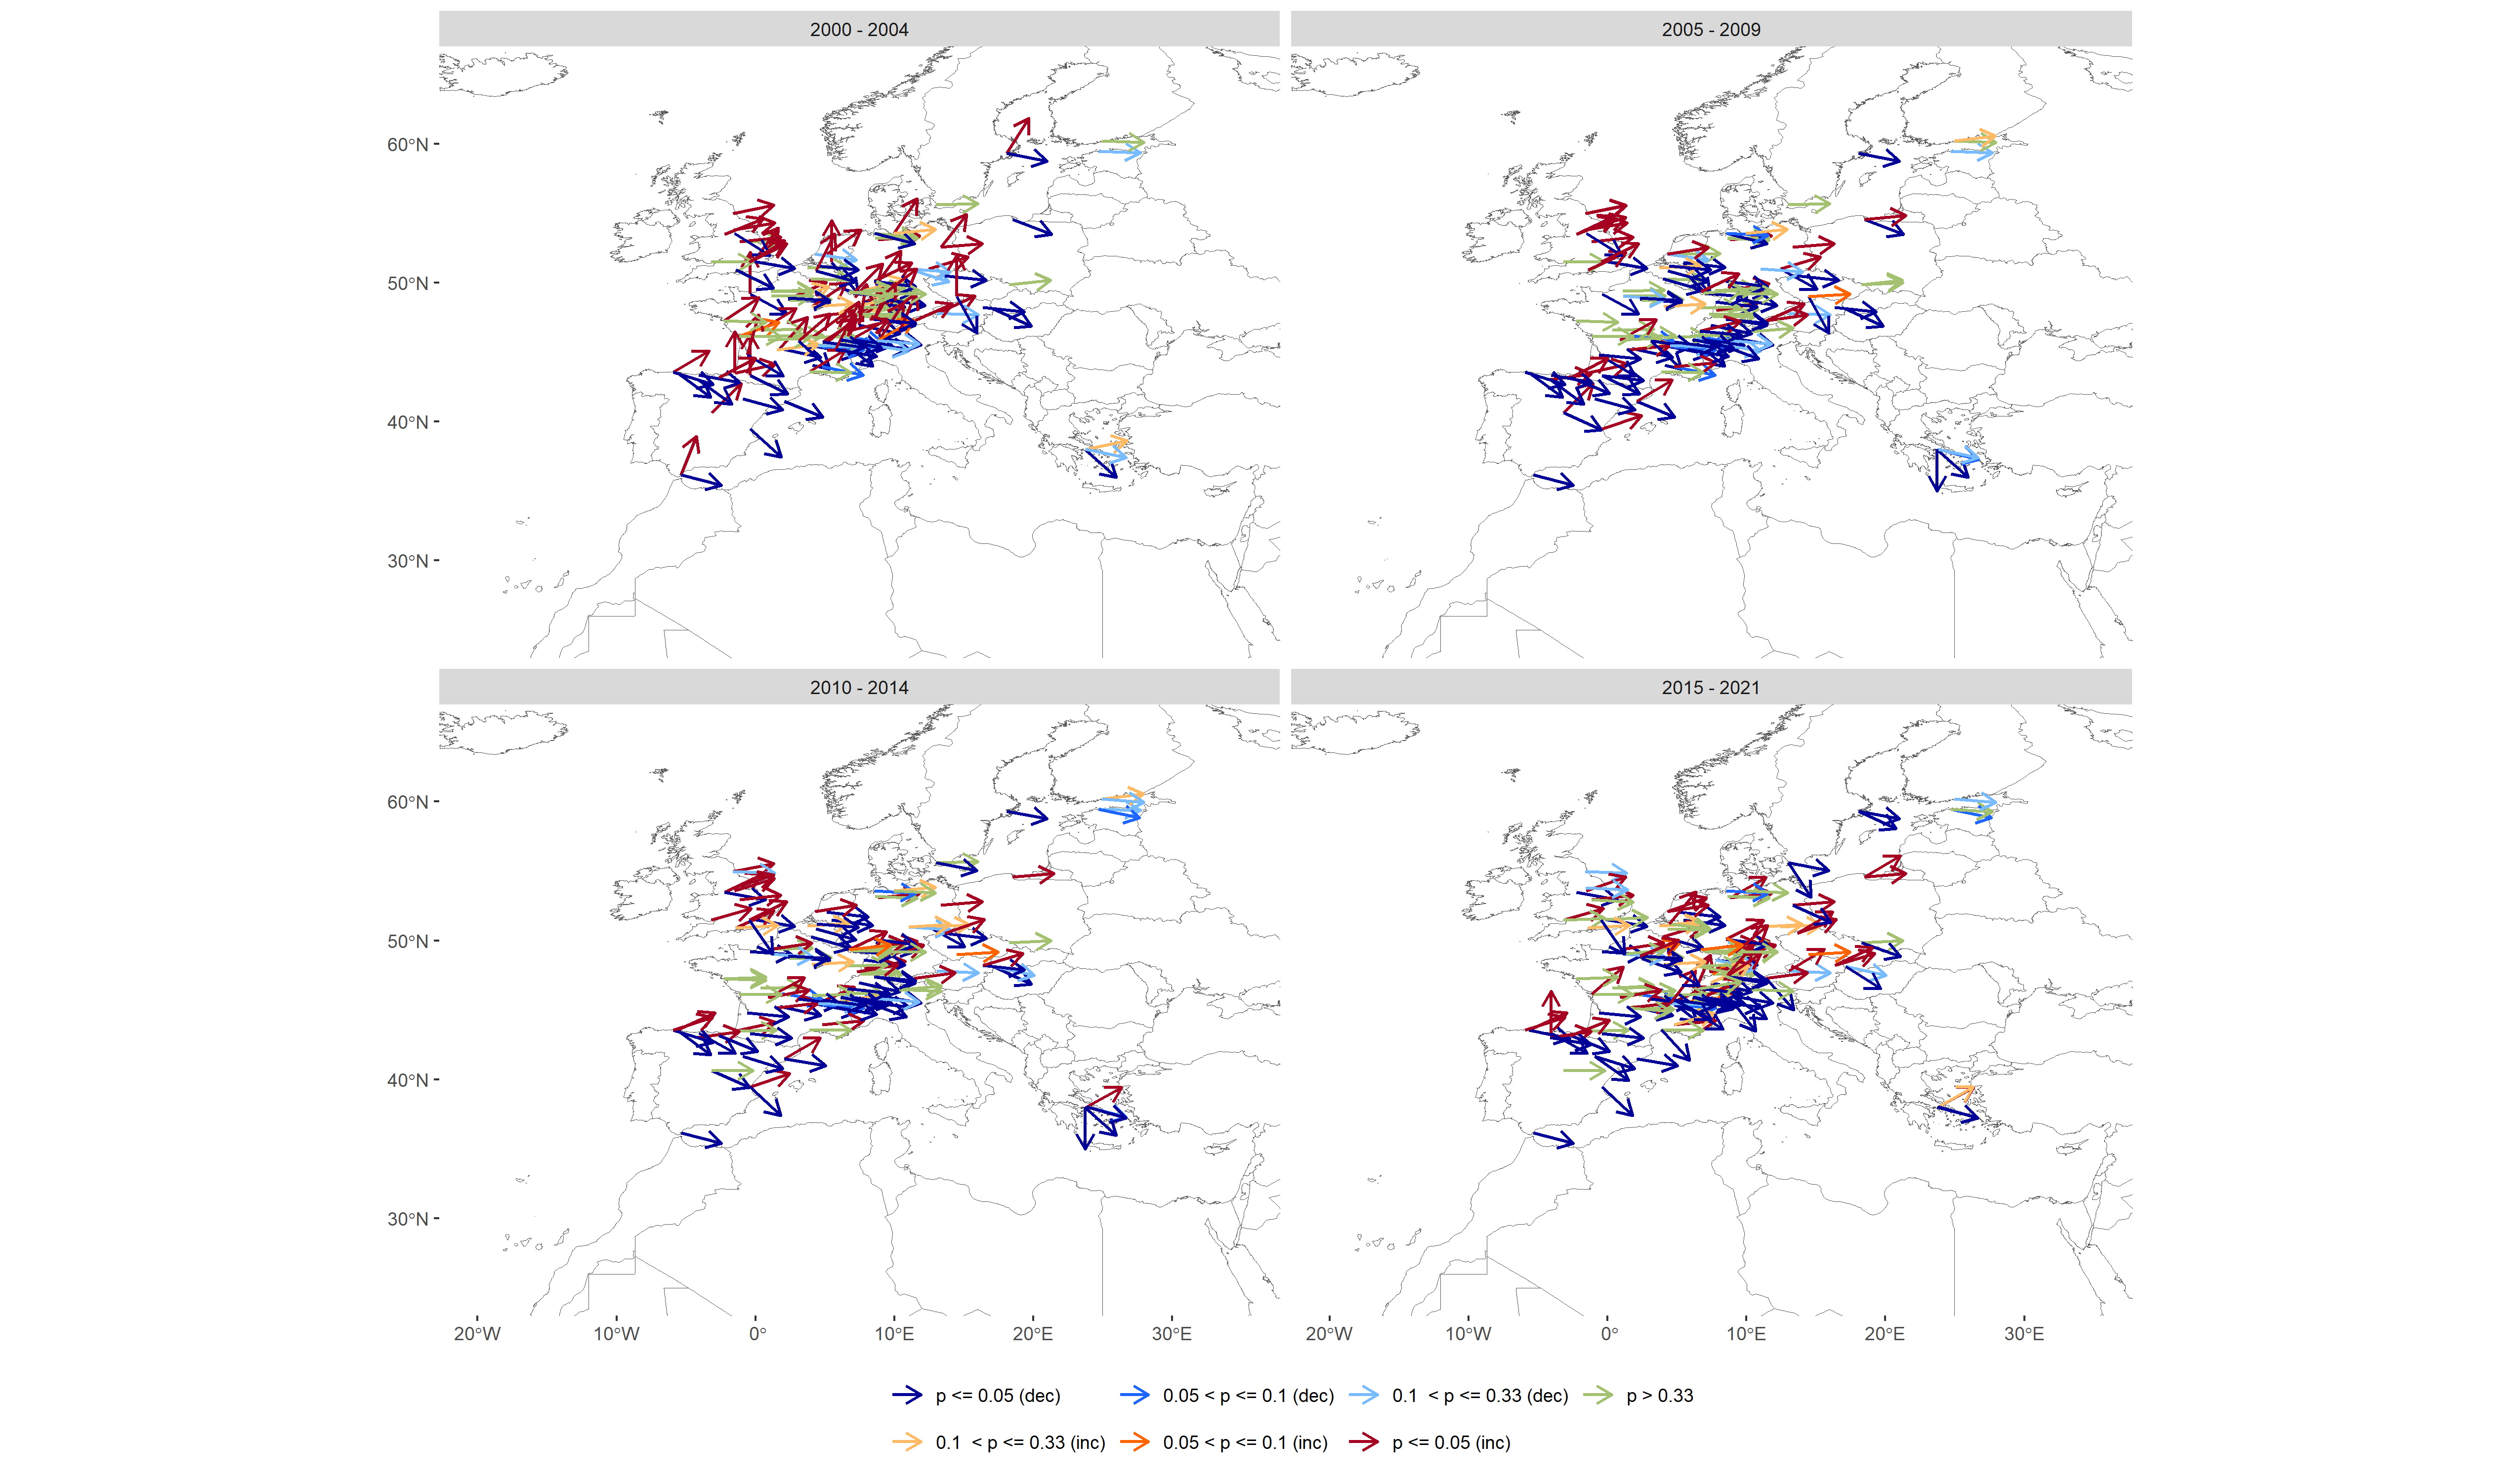 2000 - 2004
2005 - 2009
60°N
50°N
40°N
30°N
2010 - 2014
2015 - 2021
60°N
50°N
40°N
30°N
20°W 10°W 0° 10°E 20°E 30°E
20°W 10°W 0° 10°E 20°E 30°E
p <= 0.05 (dec) 0.05 < p <= 0.1 (dec) 0.1 < p <= 0.33 (dec) p > 0.33
0.1 < p <= 0.33 (inc) 0.05 < p <= 0.1 (inc) p <= 0.05 (inc)